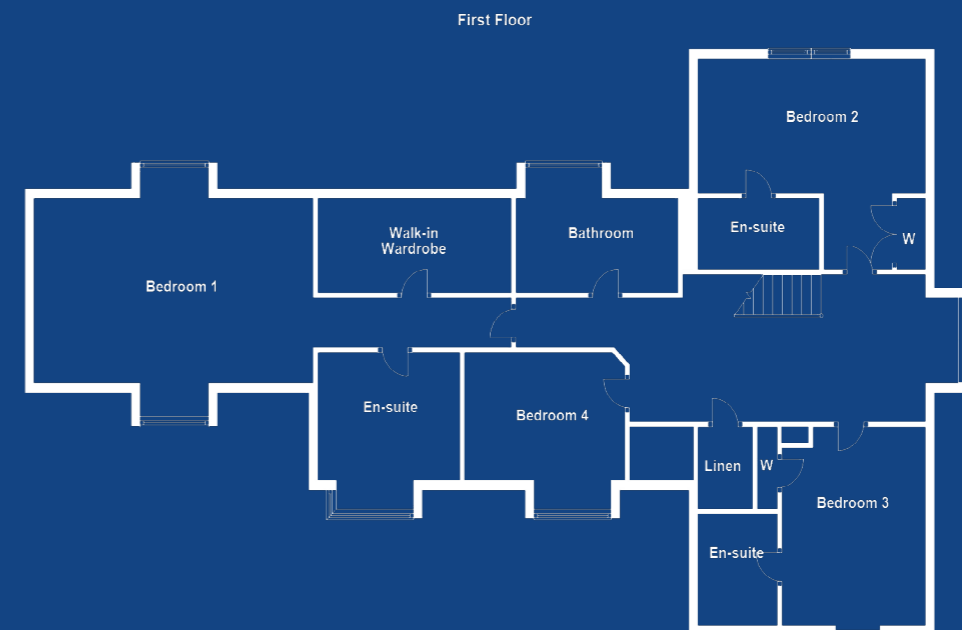 First Floor
Bedroom 2
Walk-in
Wardrobe
Bathroom
En-suite
W
Bedroom 1
En-suite
Bedroom 4
Linen
W
Bedroom 3
En-suite